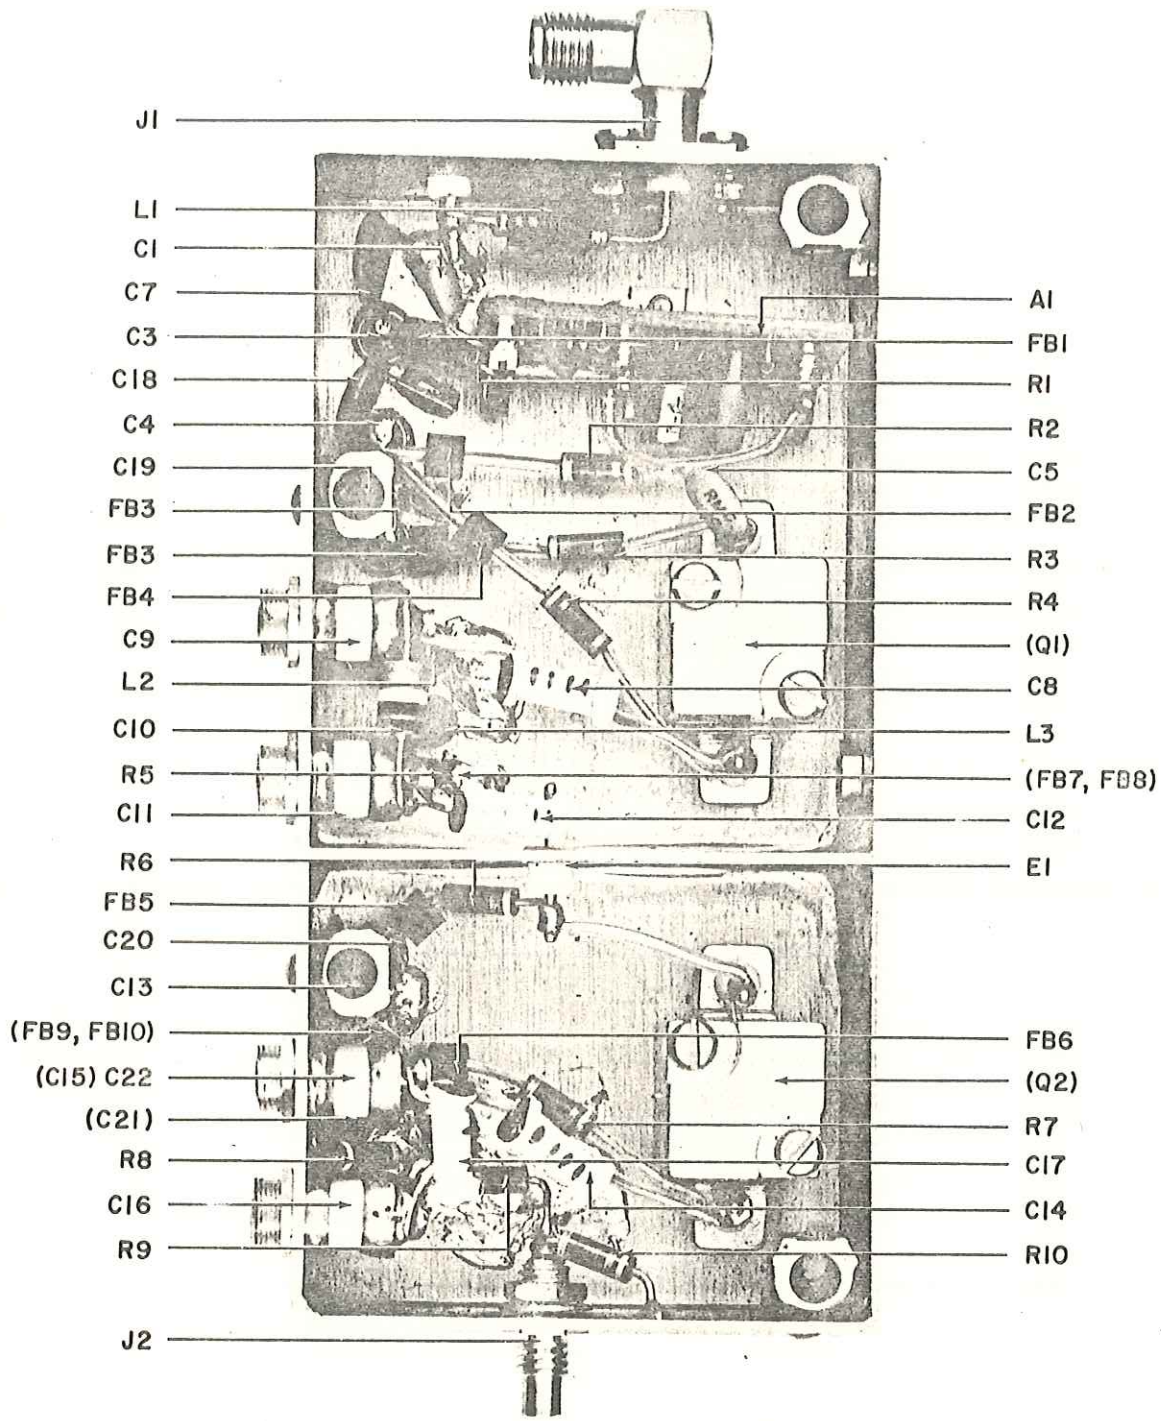 J1
L1
C1
C7
C3
C18
C4
C19
FB3
FB3
FB4
C9
L2
C10
R5
C11
R6
FB5
C20
C13
(FB9, FB10)
(C15) C22
(C21)
R8
C16
R9
J2
A1
FB1
R1
R2
C5
FB2
R3
R4
(Q1)
C8
L3
(FB7, FB8)
C12
E1
FB6
(Q2)
R7
C17
C14
R10
RMC